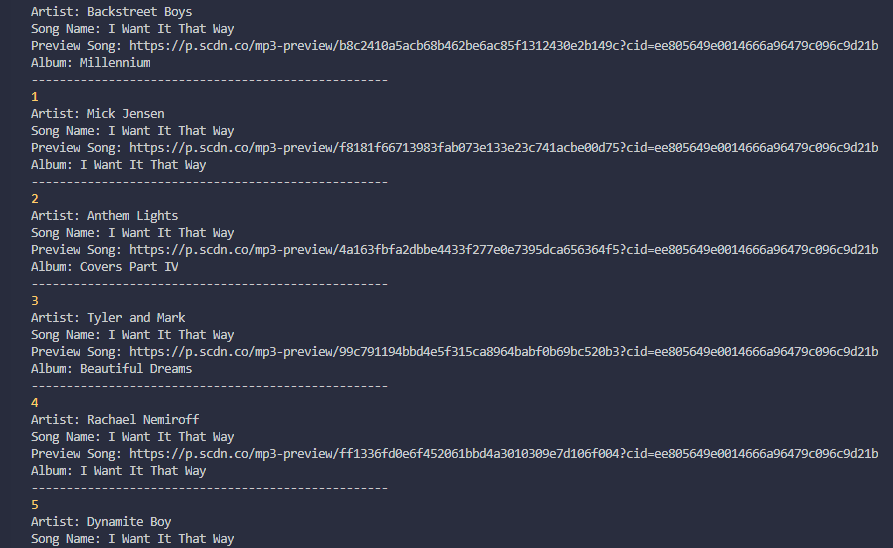 Artist: Backstreet Boys
Song Name: I Want It That Way
Preview Song: https://p.scdn.co/mp3-preview/b8c2410a5acb68b462be6ac85f1312430e2b149c?cid=ee805649e0014666a96479c096c9d21b
Album: Millennium
---------------------------------------------------
1
Artist: Mick Jensen
Song Name: I Want It That Way
Preview Song: https://p.scdn.co/mp3-preview/f8181f66713983fab073e133e23c741acbe00d75?cid=ee805649e0014666a96479c096c9d21b
Album: I Want It That Way
---------------------------------------------------
2
Artist: Anthem Lights
Song Name: I Want It That Way
Preview Song: https://p.scdn.co/mp3-preview/4a163fbfa2dbbe4433f277e0e7395dca656364f5?cid=ee805649e0014666a96479c096c9d21b
Album: Covers Part IV
---------------------------------------------------
3
Artist: Tyler and Mark
Song Name: I Want It That Way
Preview Song: https://p.scdn.co/mp3-preview/99c791194bbd4e5f315ca8964babf0b69bc520b3?cid=ee805649e0014666a96479c096c9d21b
Album: Beautiful Dreams
---------------------------------------------------
4
Artist: Rachael Nemiroff
Song Name: I Want It That Way
Preview Song: https://p.scdn.co/mp3-preview/ff1336fd0e6f452061bbd4a3010309e7d106f004?cid=ee805649e0014666a96479c096c9d21b
Album: I Want It That Way
---------------------------------------------------
5
Artist: Dynamite Boy
Song Name: I Want It That Way